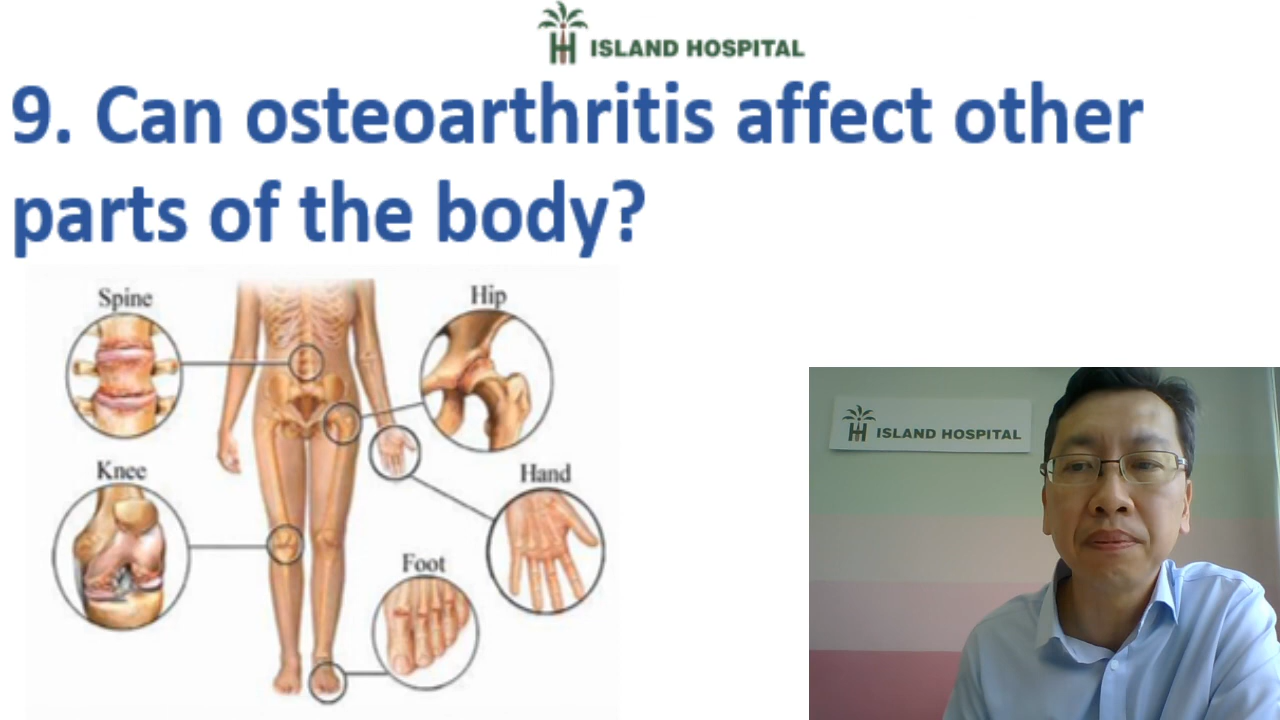 ISLAND HOSPITAL
9. Can osteoarthritis affect other
parts of the body?
Spine
Hip
Knee
Hand
Foot
ISLAND HOSPITAL